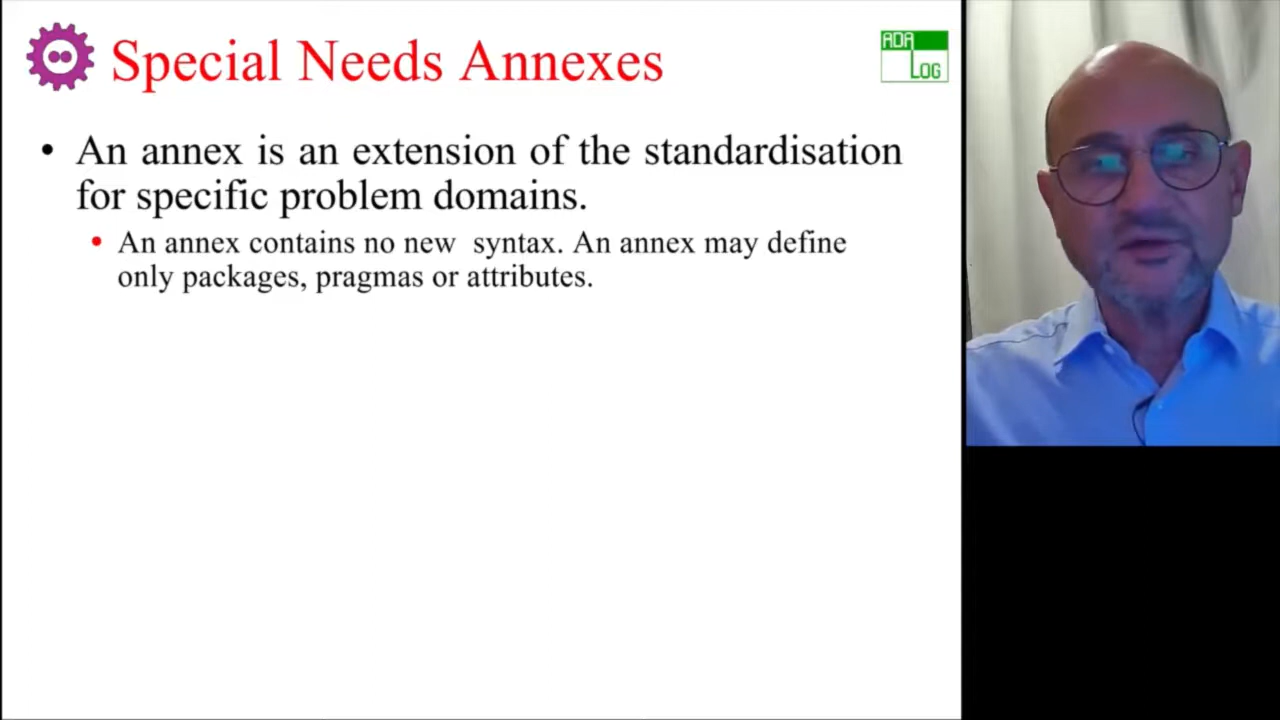 Special Needs Annexes
ADA
LOG
• An annex is an extension of the standardisation
for specific problem domains.
• An annex contains no new syntax. An annex may define
only packages, pragmas or attributes.